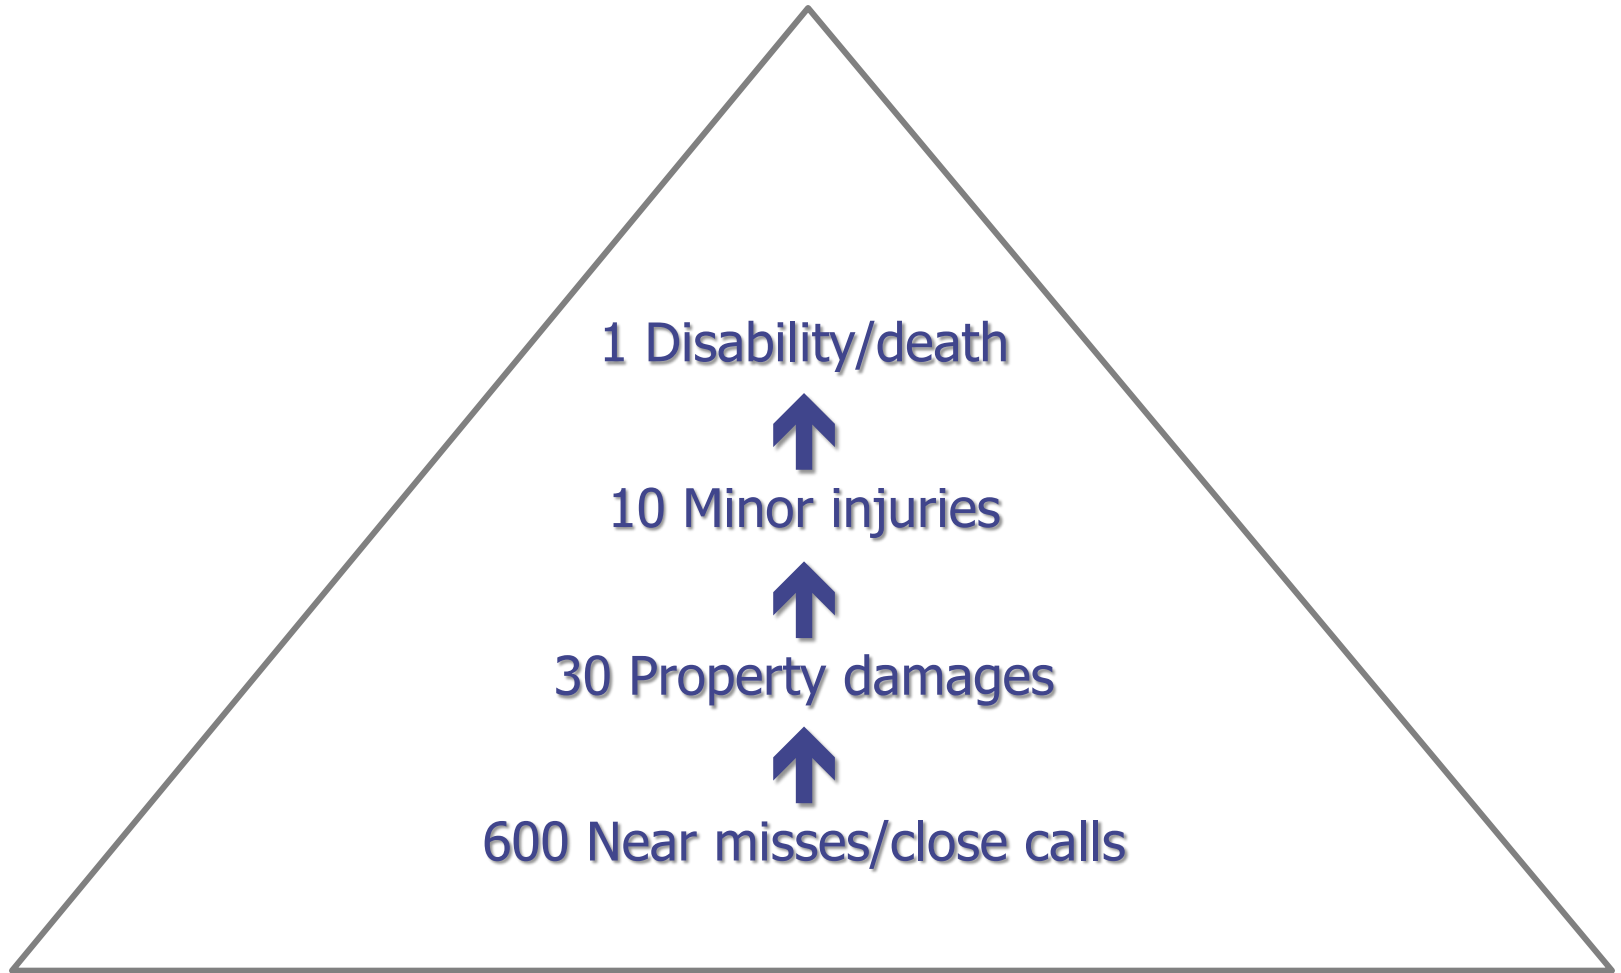 1 Disability/death
10 Minor injuries
30 Property damages
600 Near misses/close calls